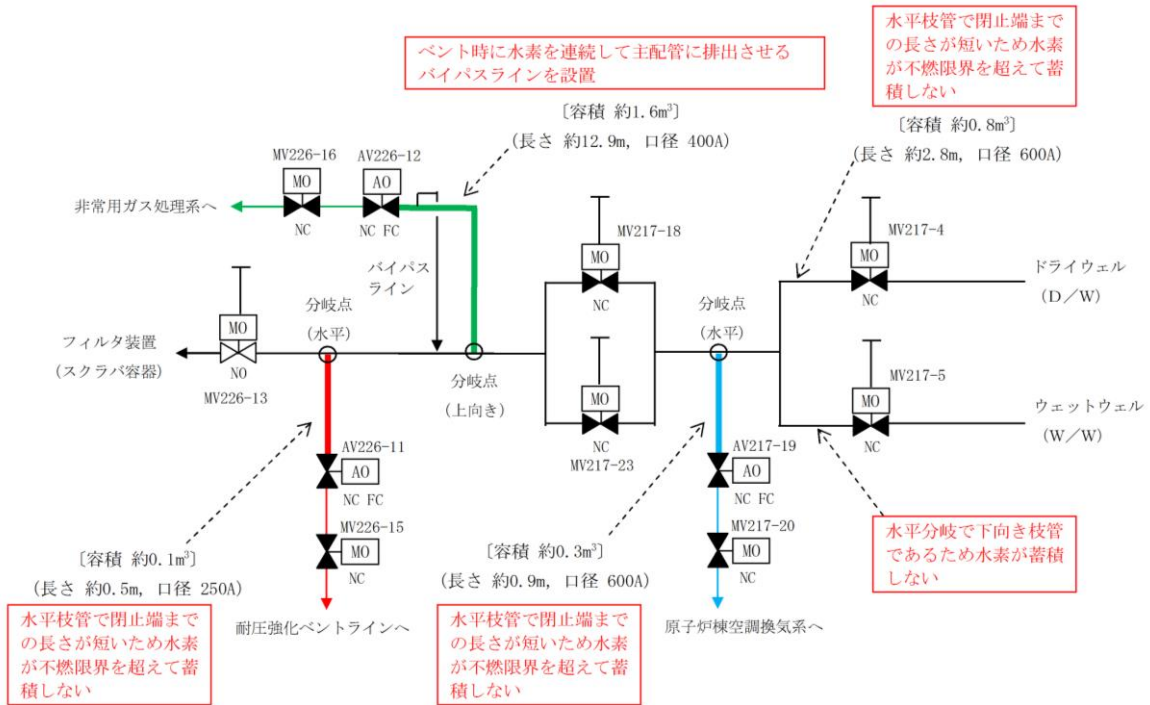 ベント時に水素を連続して主配管に排出させる
バイパスラインを設置
水平枝管で閉止端まで
の長さが短いため水素
が不燃限界を超えて蓄
積しない
〔容積 約1.6m³〕
(長さ 約12.9m, 口径 400A)
〔容積 約0.8m³〕
(長さ 約2.8m, 口径 600A)
MV226-16
AV226-12
MO
AO
非常用ガス処理系へ
NC
NC FC
バイパス
ライン
MV217-18
MO
NC
MV217-4
MO
NC
ドライウェル
(D/W)
分岐点
(水平)
分岐点
(水平)
MO
フィルタ装置
(スクラバ容器)
NO
MV226-13
分岐点
(上向き)
MO
NC
MV217-23
MV217-5
MO
NC
ウェットウェル
(W/W)
AV226-11
AO
NC FC
MV226-15
MO
NC
AV217-19
AO
NC FC
MV217-20
MO
NC
〔容積 約0.1m³〕
(長さ 約0.5m, 口径 250A)
〔容積 約0.3m³〕
(長さ 約0.9m, 口径 600A)
水平分岐で下向き枝管
であるため水素が蓄積
しない
水平枝管で閉止端まで
の長さが短いため水素
が不燃限界を超えて蓄
積しない
耐圧強化ベントラインへ
水平枝管で閉止端まで
の長さが短いため水素
が不燃限界を超えて蓄
積しない
原子炉棟空調換気系へ